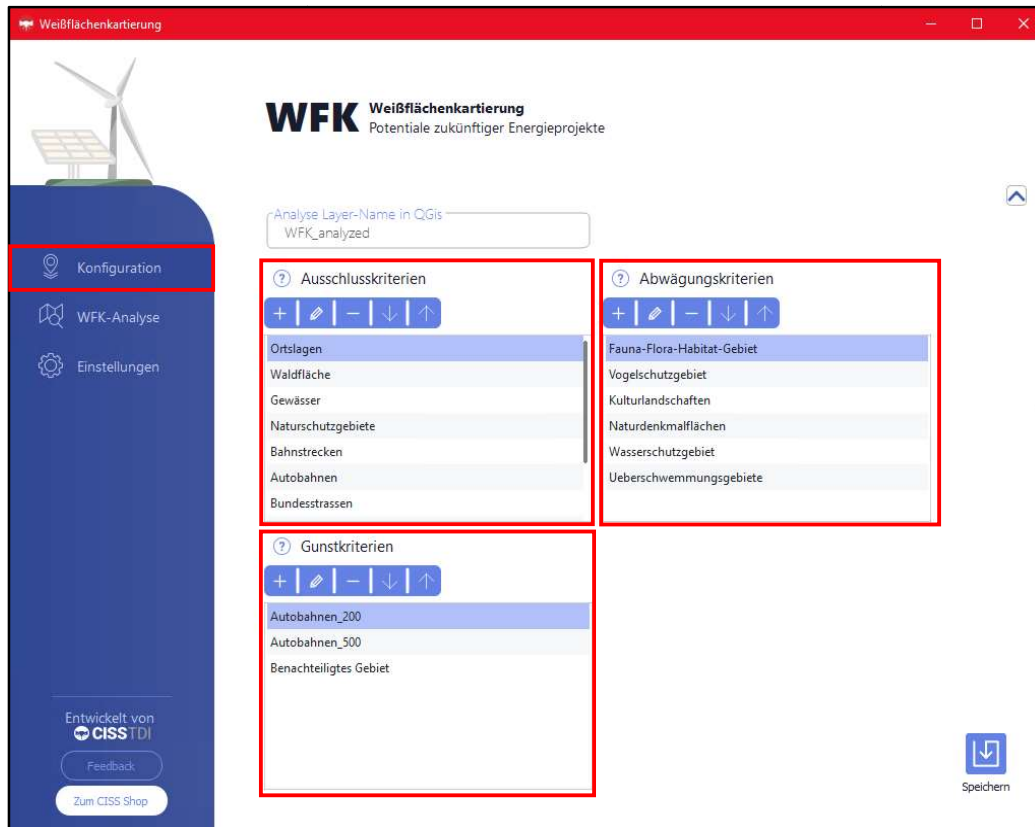 Weißflächenkartierung
WFK
Weißflächenkartierung
Potentiale zukünftiger Energieprojekte
Analyse Layer-Name in QGis
WFK_analyzed
Konfiguration
WFK-Analyse
Einstellungen
? Ausschlusskriterien
Ortslagen
Waldfläche
Gewässer
Naturschutzgebiete
Bahnstrecken
Autobahnen
Bundesstrassen
? Abwägungskriterien
Fauna-Flora-Habitat-Gebiet
Vogelschutzgebiet
Kulturlandschaften
Naturdenkmalflächen
Wasserschutzgebiet
Ueberschwemmungsgebiete
? Gunstkriterien
Autobahnen_200
Autobahnen_500
Benachteiligtes Gebiet
Entwickelt von
CISSTDI
Feedback
Zum CISS Shop
Speichern